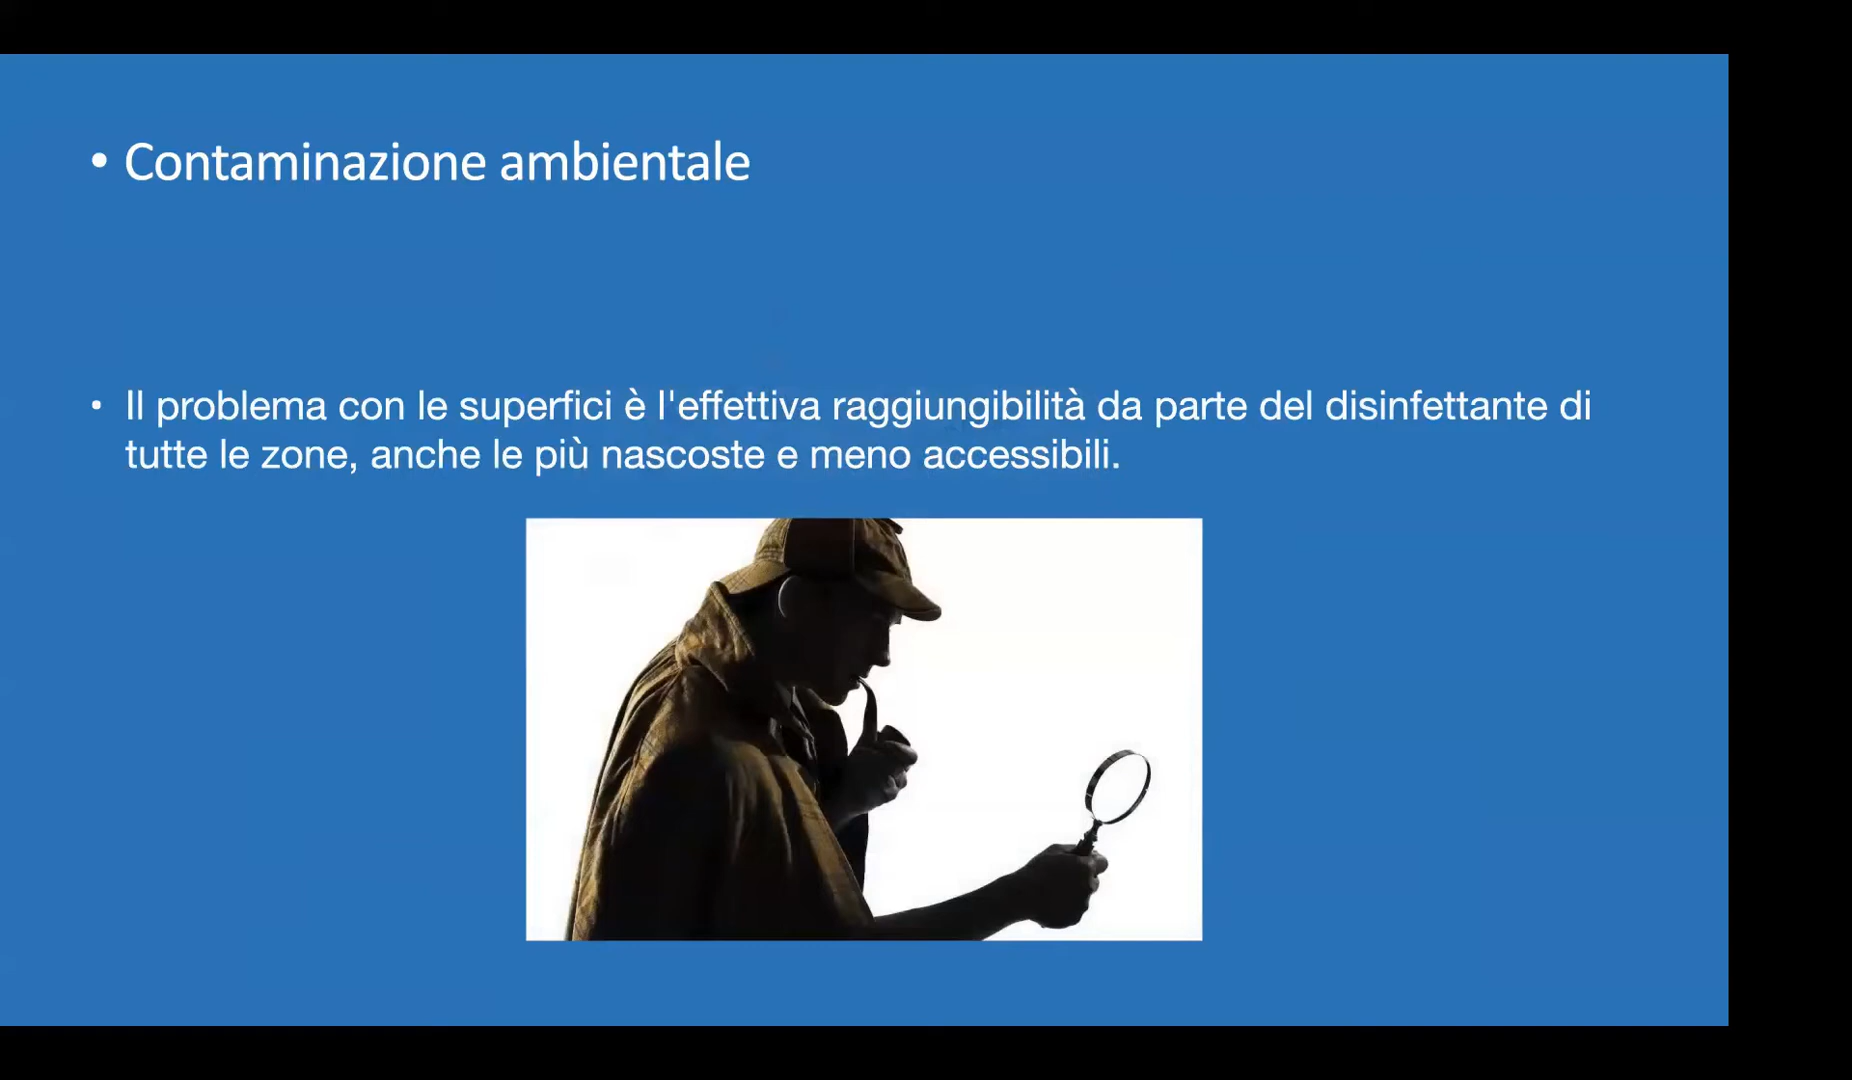 • Contaminazione ambientale
• Il problema con le superfici è l'effettiva raggiungibilità da parte del disinfettante di
tutte le zone, anche le più nascoste e meno accessibili.